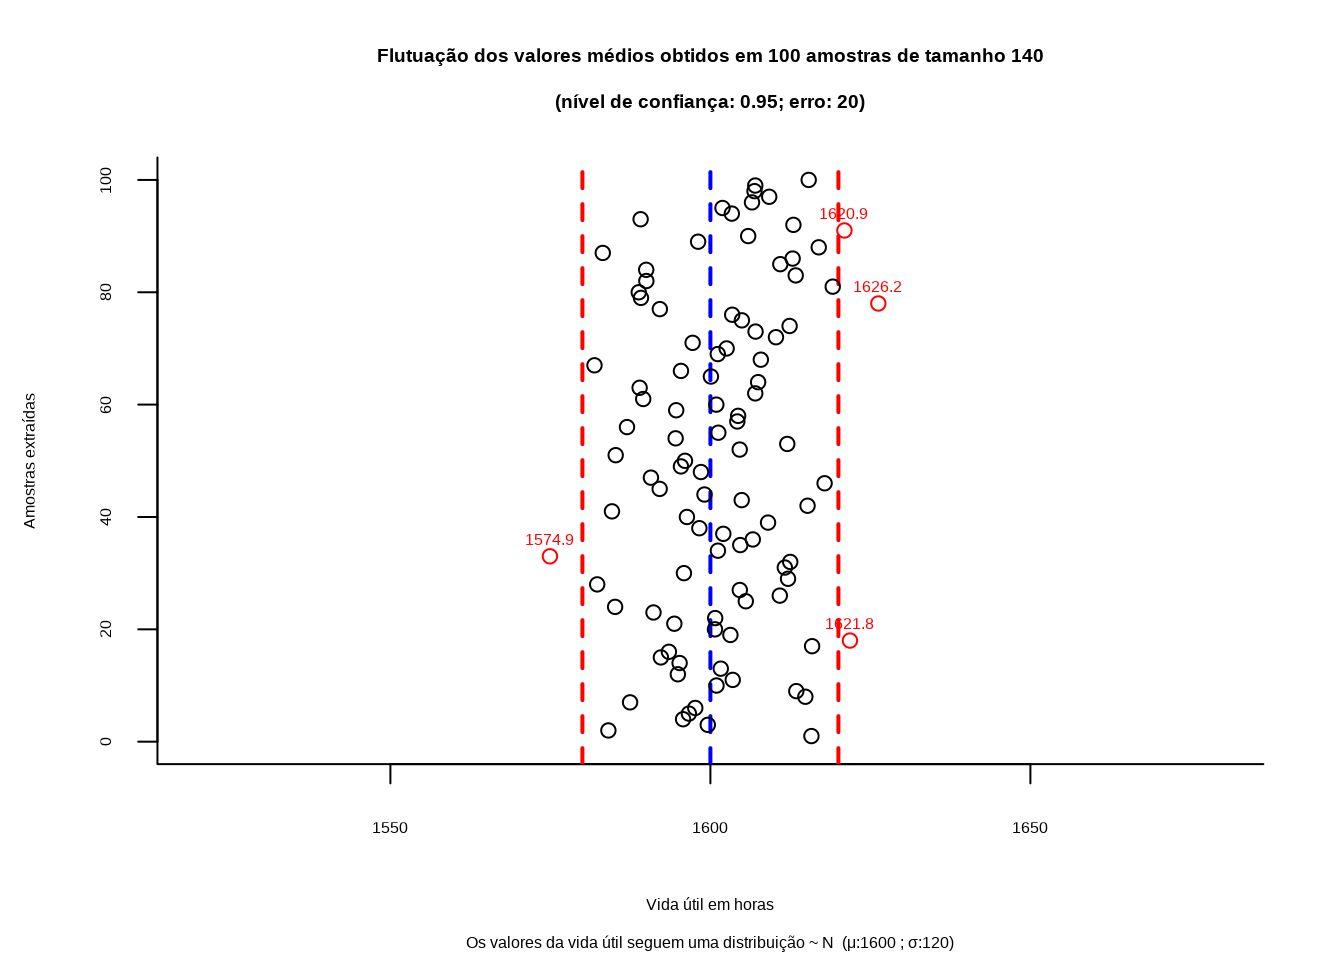 Flutuação dos valores médios obtidos em 100 amostras de tamanho 140
(nível de confiança: 0.95; erro: 20)
Amostras extraídas
100
80
60
40
20
0
1620.9
1626.2
1574.9
1621.8
1550
1600
1650
Vida útil em horas
Os valores da vida útil seguem uma distribuição ~ N (μ:1600 ; σ:120)